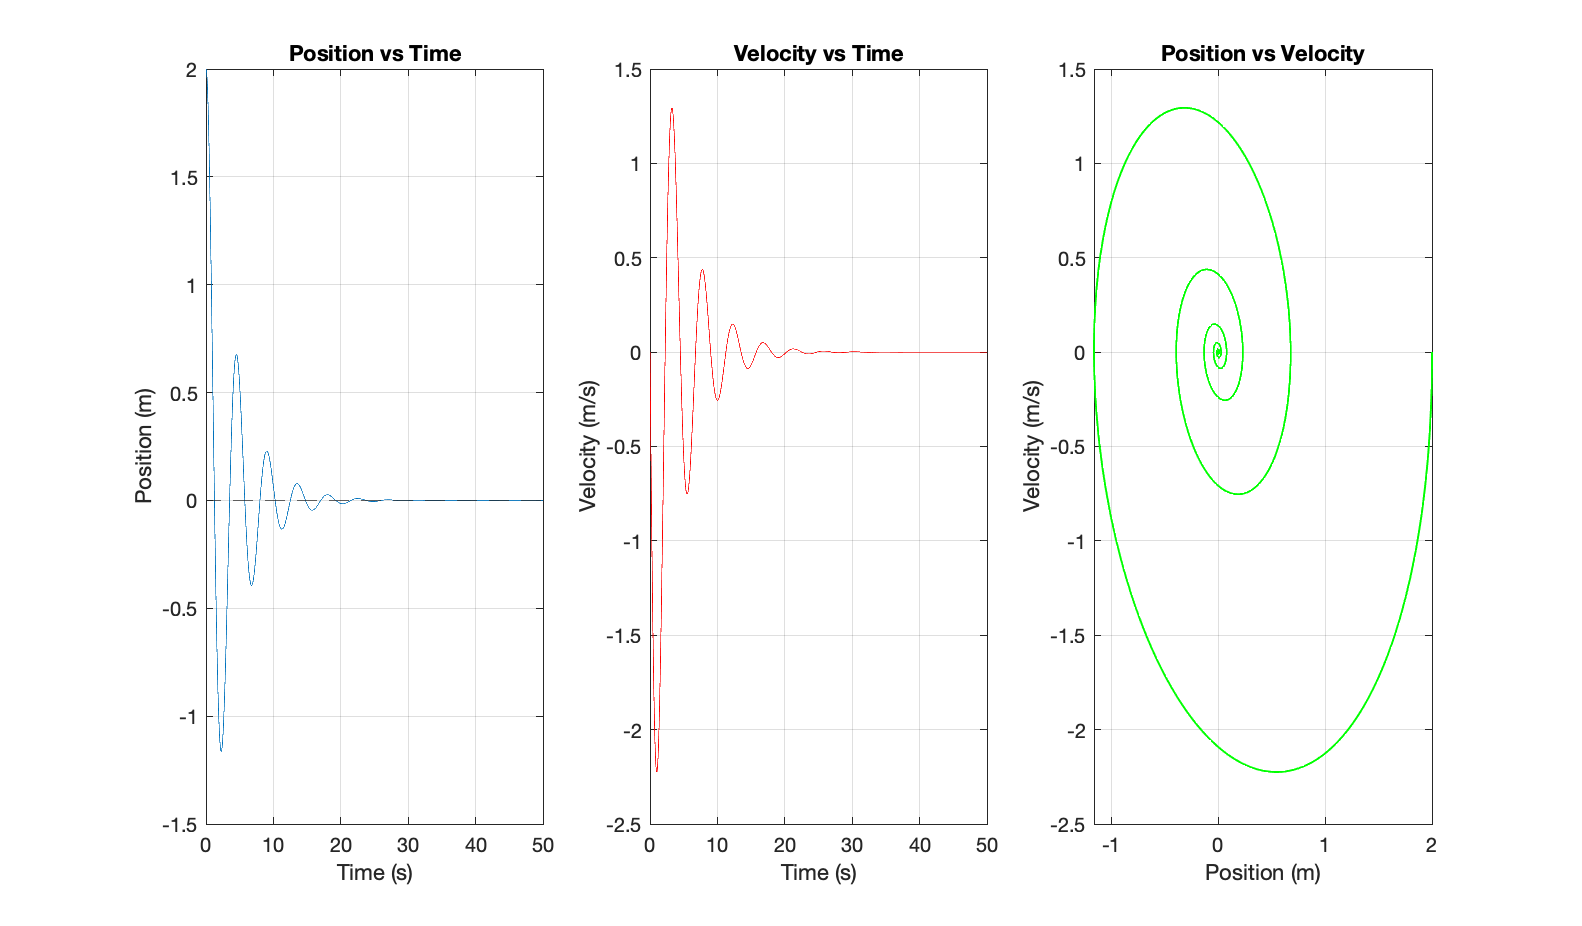 Position vs Time
2
1.5
1
0.5
0
-0.5
-1
-1.5
Position (m)
0 10 20 30 40 50
Time (s)
Velocity vs Time
1.5
1
0.5
0
-0.5
-1
-1.5
-2
-2.5
Velocity (m/s)
0 10 20 30 40 50
Time (s)
Position vs Velocity
1.5
1
0.5
0
-0.5
-1
-1.5
-2
-2.5
Velocity (m/s)
-1 0 1 2
Position (m)